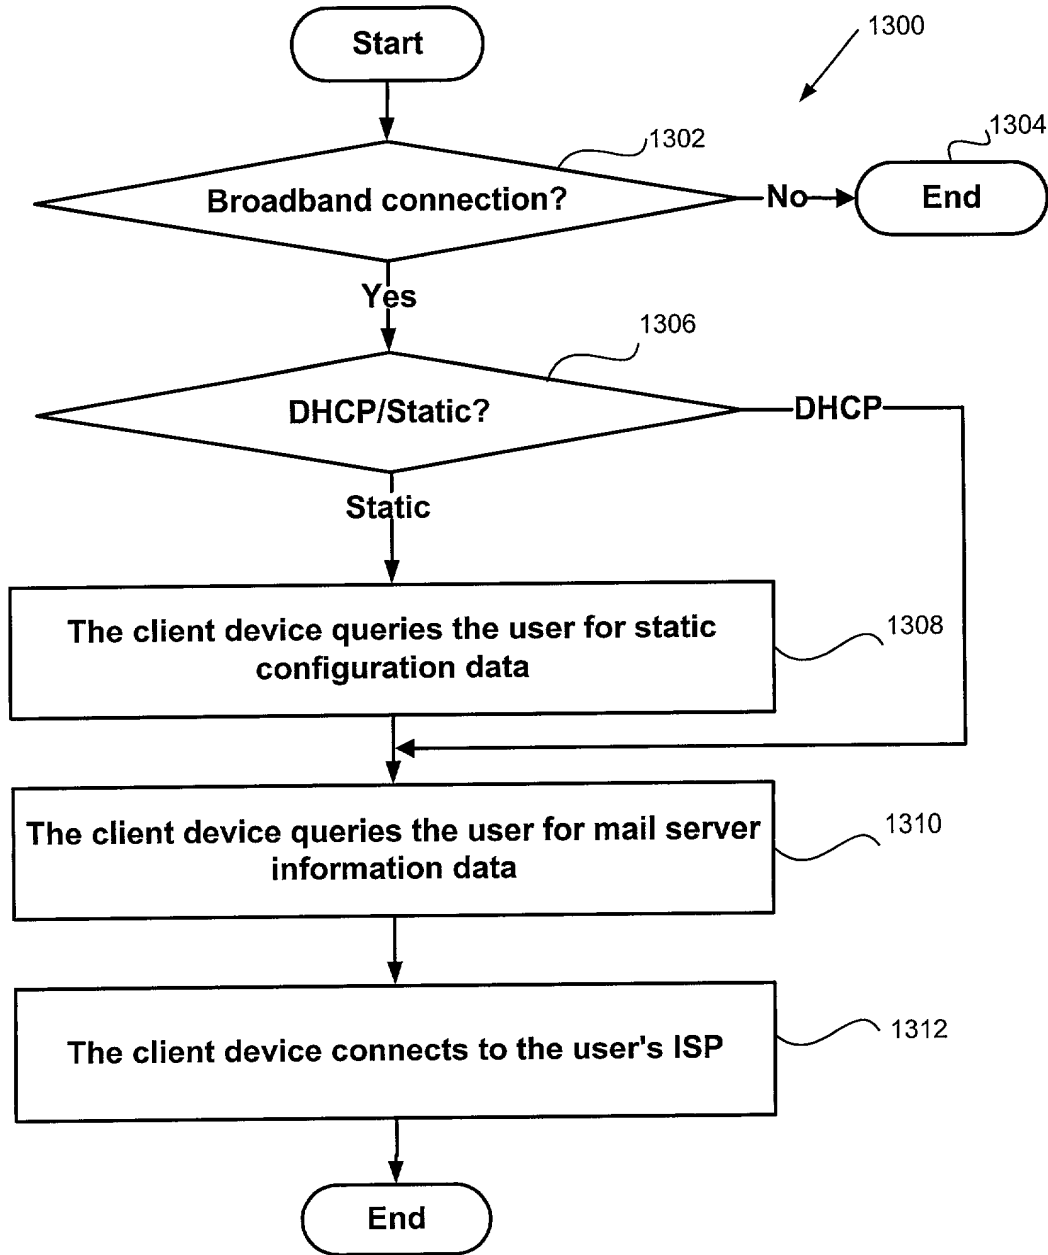 Start
1300
1302
1304
Broadband connection?
No
End
Yes
1306
DHCP/Static?
DHCP
Static
The client device queries the user for static
configuration data
1308
The client device queries the user for mail server
information data
1310
The client device connects to the user's ISP
1312
End